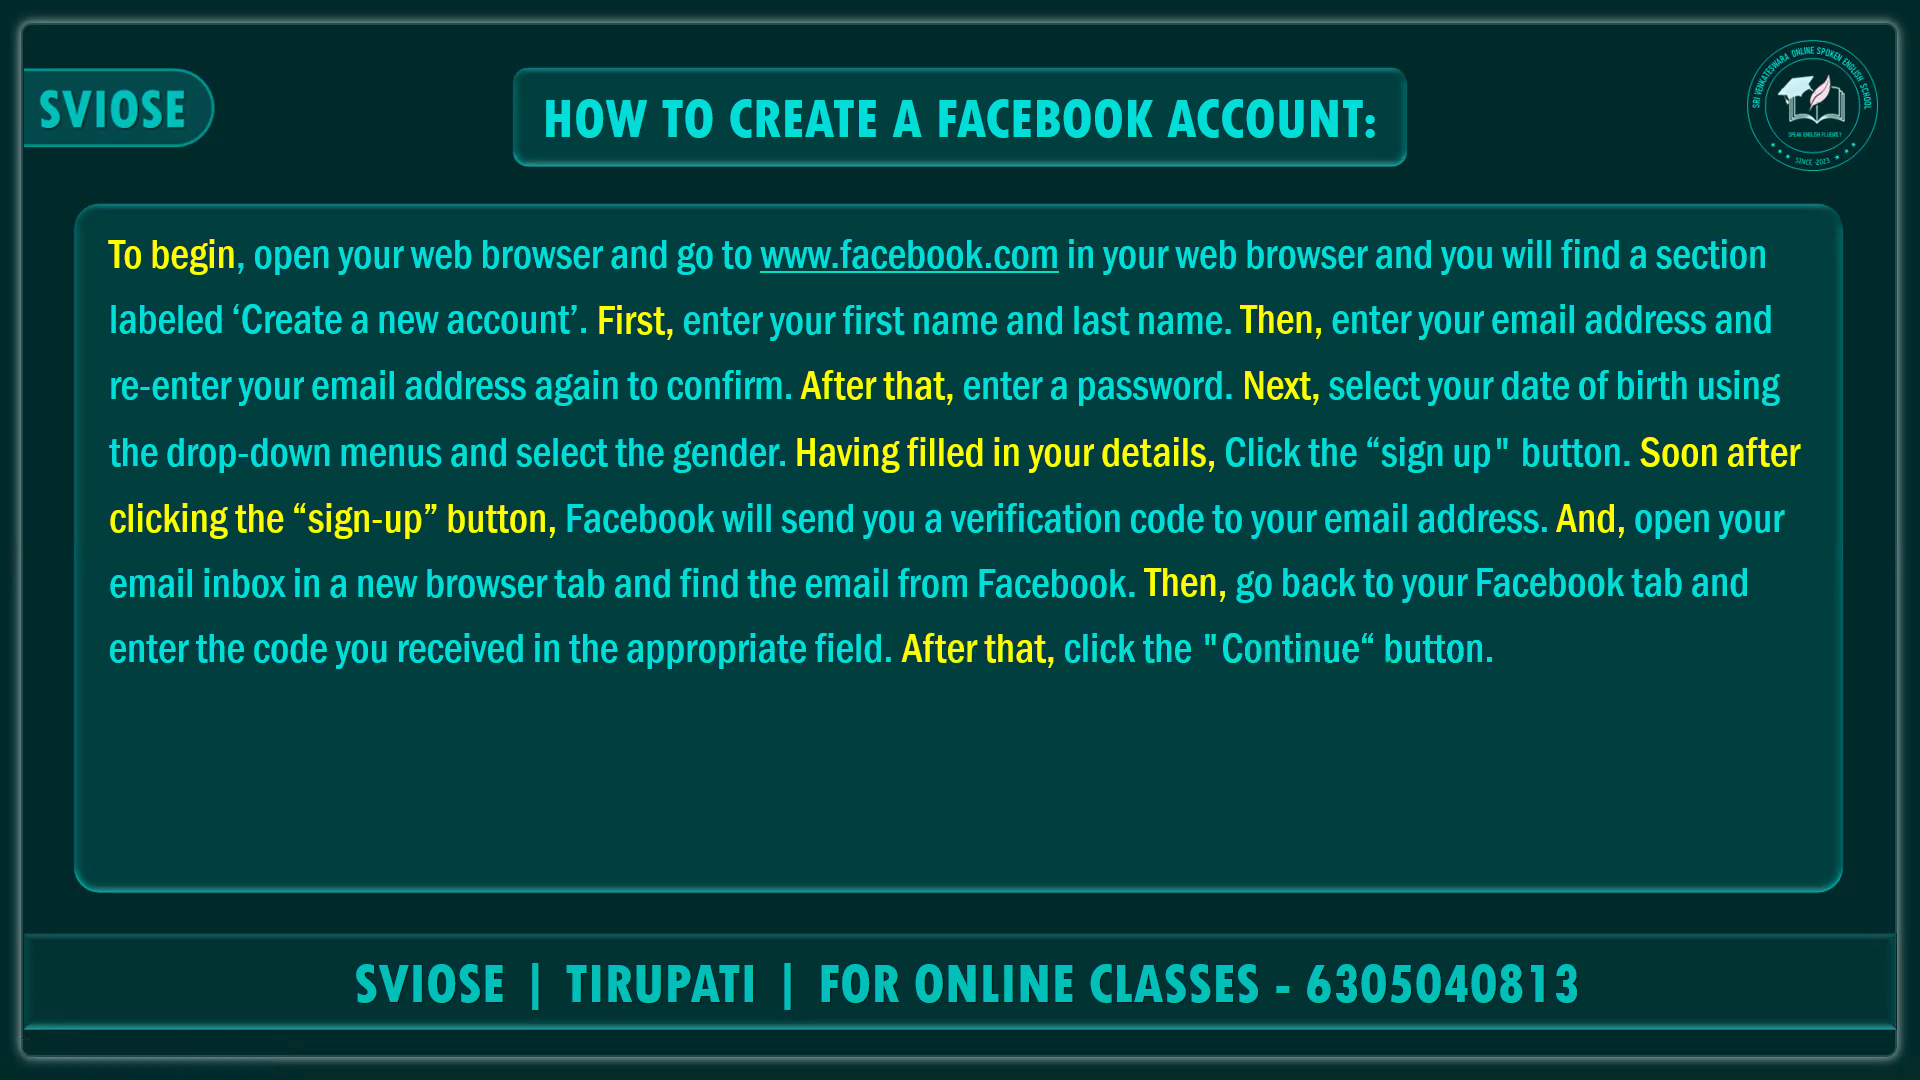 SVIOSE
HOW TO CREATE A FACEBOOK ACCOUNT:
SRI VENKATESWARA ONLINE SPOKEN ENGLISH SCHOOL
SPEAK ENGLISH FLUENTLY
SINCE -2023
To begin, open your web browser and go to www.facebook.com in your web browser and you will find a section
labeled ‘Create a new account’. First, enter your first name and last name. Then, enter your email address and
re-enter your email address again to confirm. After that, enter a password. Next, select your date of birth using
the drop-down menus and select the gender. Having filled in your details, Click the “sign up" button. Soon after
clicking the “sign-up” button, Facebook will send you a verification code to your email address. And, open your
email inbox in a new browser tab and find the email from Facebook. Then, go back to your Facebook tab and
enter the code you received in the appropriate field. After that, click the "Continue“ button.
SVIOSE | TIRUPATI | FOR ONLINE CLASSES - 6305040813